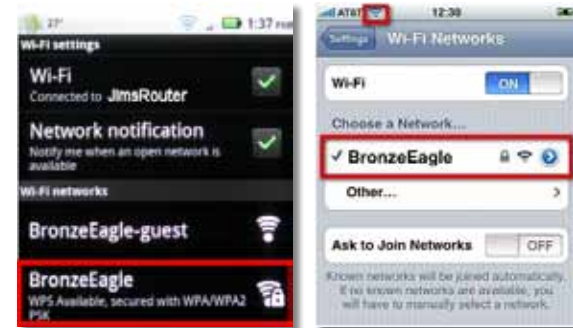 27°
1:37 PM
Wi-Fi settings
Wi-Fi
Connected to JimsRouter
Network notification
Notify me when an open network is
available
Wi-Fi networks
BronzeEagle-guest
BronzeEagle
WPS Available, secured with WPA/WPA2
PSK
AT&T
12:30
Settings
Wi-Fi Networks
Wi-Fi
ON
Choose a Network...
✓ BronzeEagle
Other...
Ask to Join Networks
OFF
Known networks will be joined automatically.
If no known networks are available, you
will have to manually select a network.